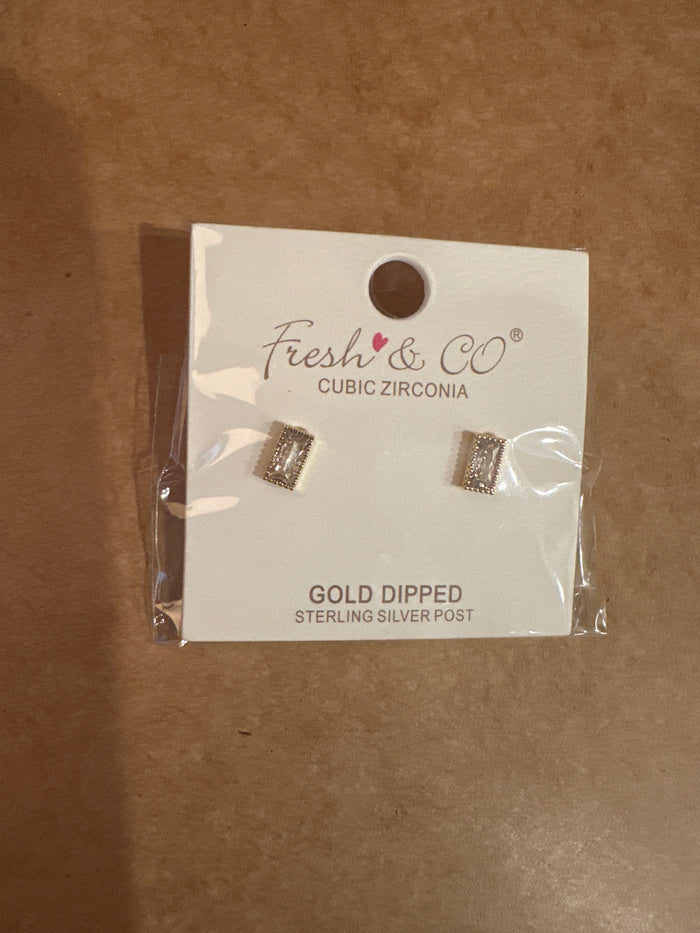 Fresh & CO®
CUBIC ZIRCONIA
GOLD DIPPED
STERLING SILVER POST